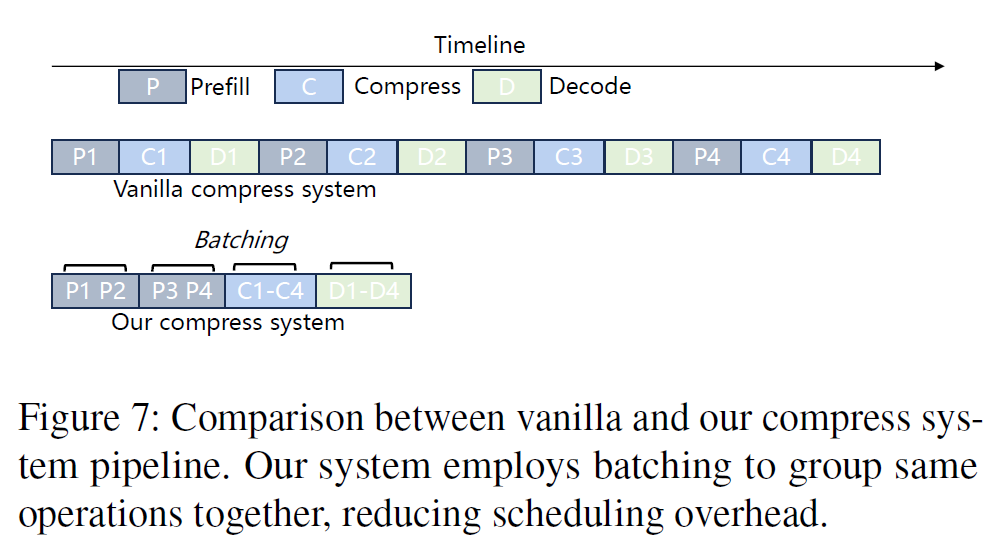 Timeline
P Prefill C Compress D Decode
P1 C1 D1 P2 C2 D2 P3 C3 D3 P4 C4 D4
Vanilla compress system
Batching
P1 P2 P3 P4 C1-C4 D1-D4
Our compress system
Figure 7: Comparison between vanilla and our compress sys-
tem pipeline. Our system employs batching to group same
operations together, reducing scheduling overhead.